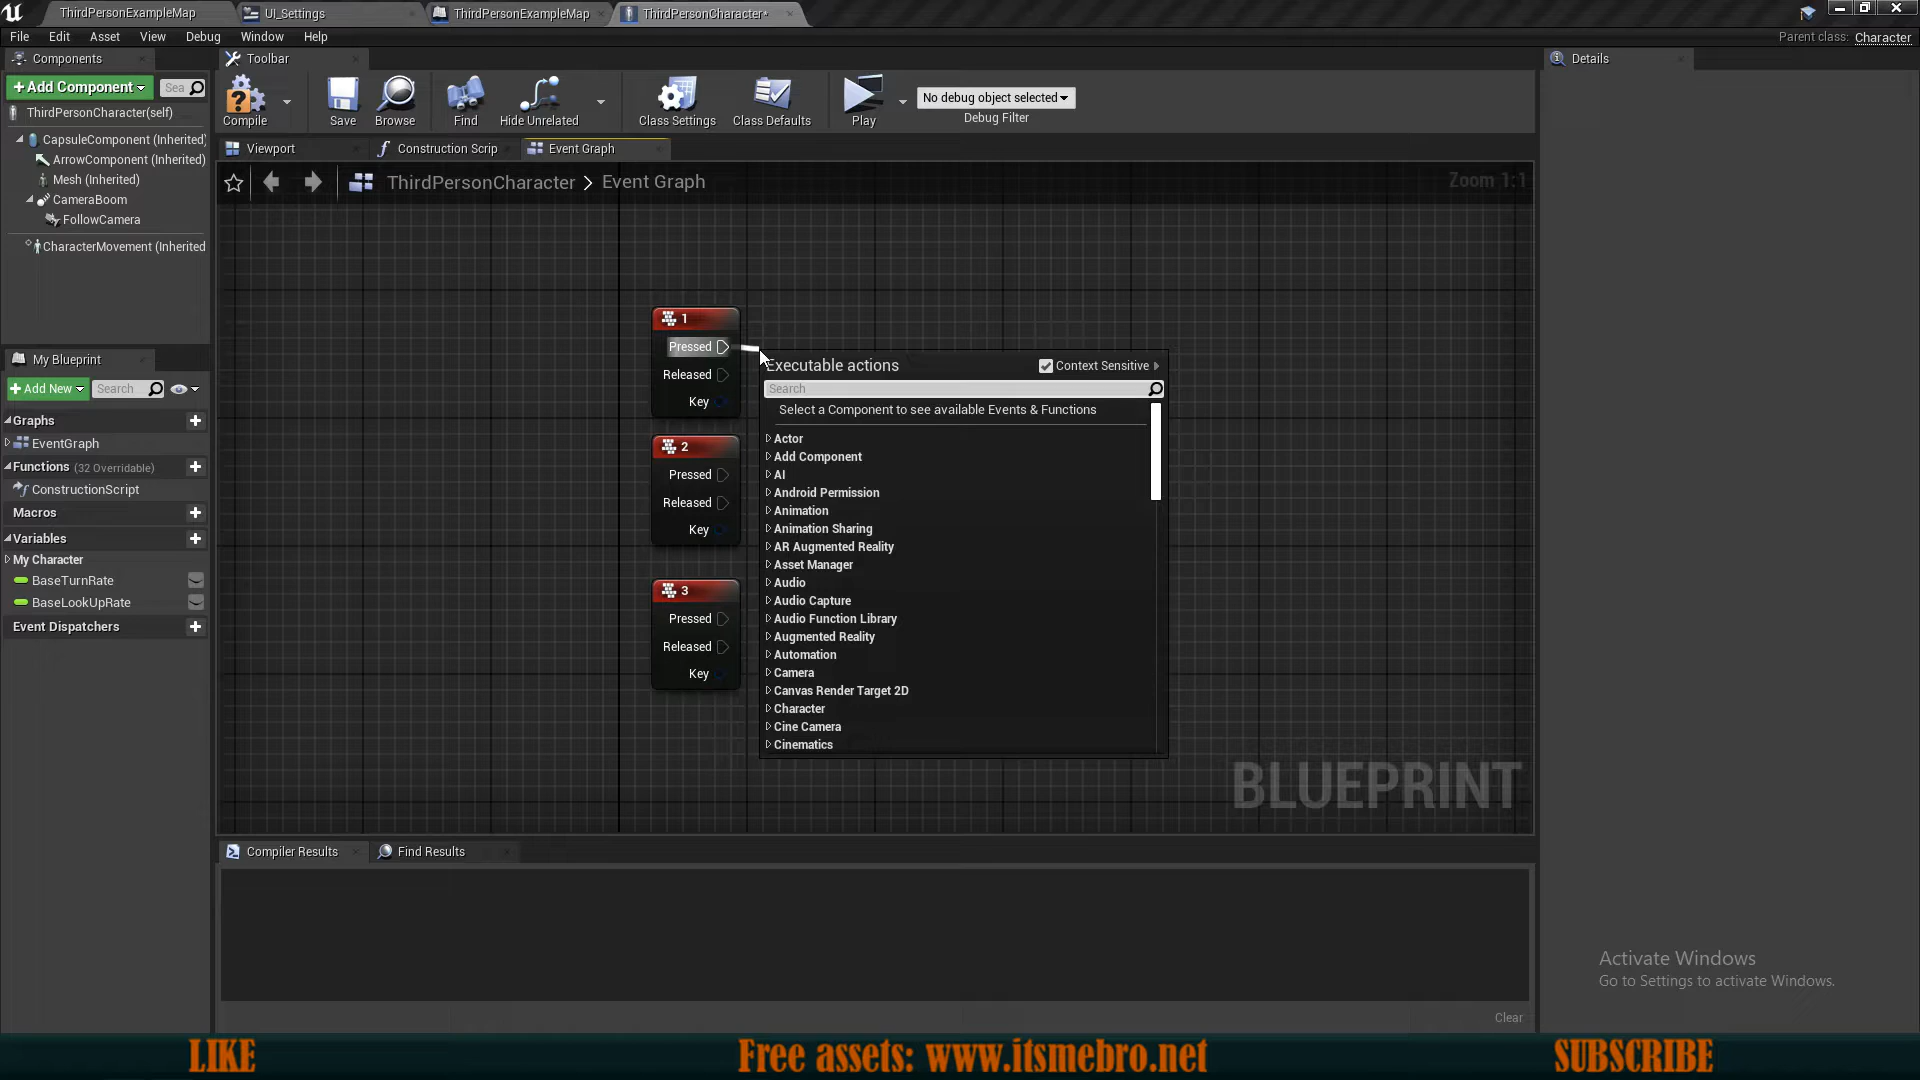 ThirdPersonExampleMap
UI_Settings
ThirdPersonExampleMap
ThirdPersonCharacter*
File Edit Asset View Debug Window Help
Parent class: Character
Components
Toolbar
Details
+Add Component
Sea
ThirdPersonCharacter(self)
CapsuleComponent (Inherited)
ArrowComponent (Inherited)
Mesh (Inherited)
CameraBoom
FollowCamera
CharacterMovement (Inherited
Compile
Save
Browse
Find
Hide Unrelated
Class Settings
Class Defaults
Play
No debug object selected
Debug Filter
Viewport
Construction Scrip
Event Graph
ThirdPersonCharacter > Event Graph
Zoom 1:1
My Blueprint
+Add New
Search
Graphs
EventGraph
Functions (32 Overridable)
ConstructionScript
Macros
Variables
My Character
BaseTurnRate
BaseLookUpRate
Event Dispatchers
1
Pressed
Released
Key
2
Pressed
Released
Key
3
Pressed
Released
Key
Executable actions
Context Sensitive
Search
Select a Component to see available Events & Functions
Actor
Add Component
AI
Android Permission
Animation
Animation Sharing
AR Augmented Reality
Asset Manager
Audio
Audio Capture
Audio Function Library
Augmented Reality
Automation
Camera
Canvas Render Target 2D
Character
Cine Camera
Cinematics
BLUEPRINT
Compiler Results
Find Results
Clear
Activate Windows
Go to Settings to activate Windows.
LIKE
Free assets: www.itsmebro.net
SUBSCRIBE